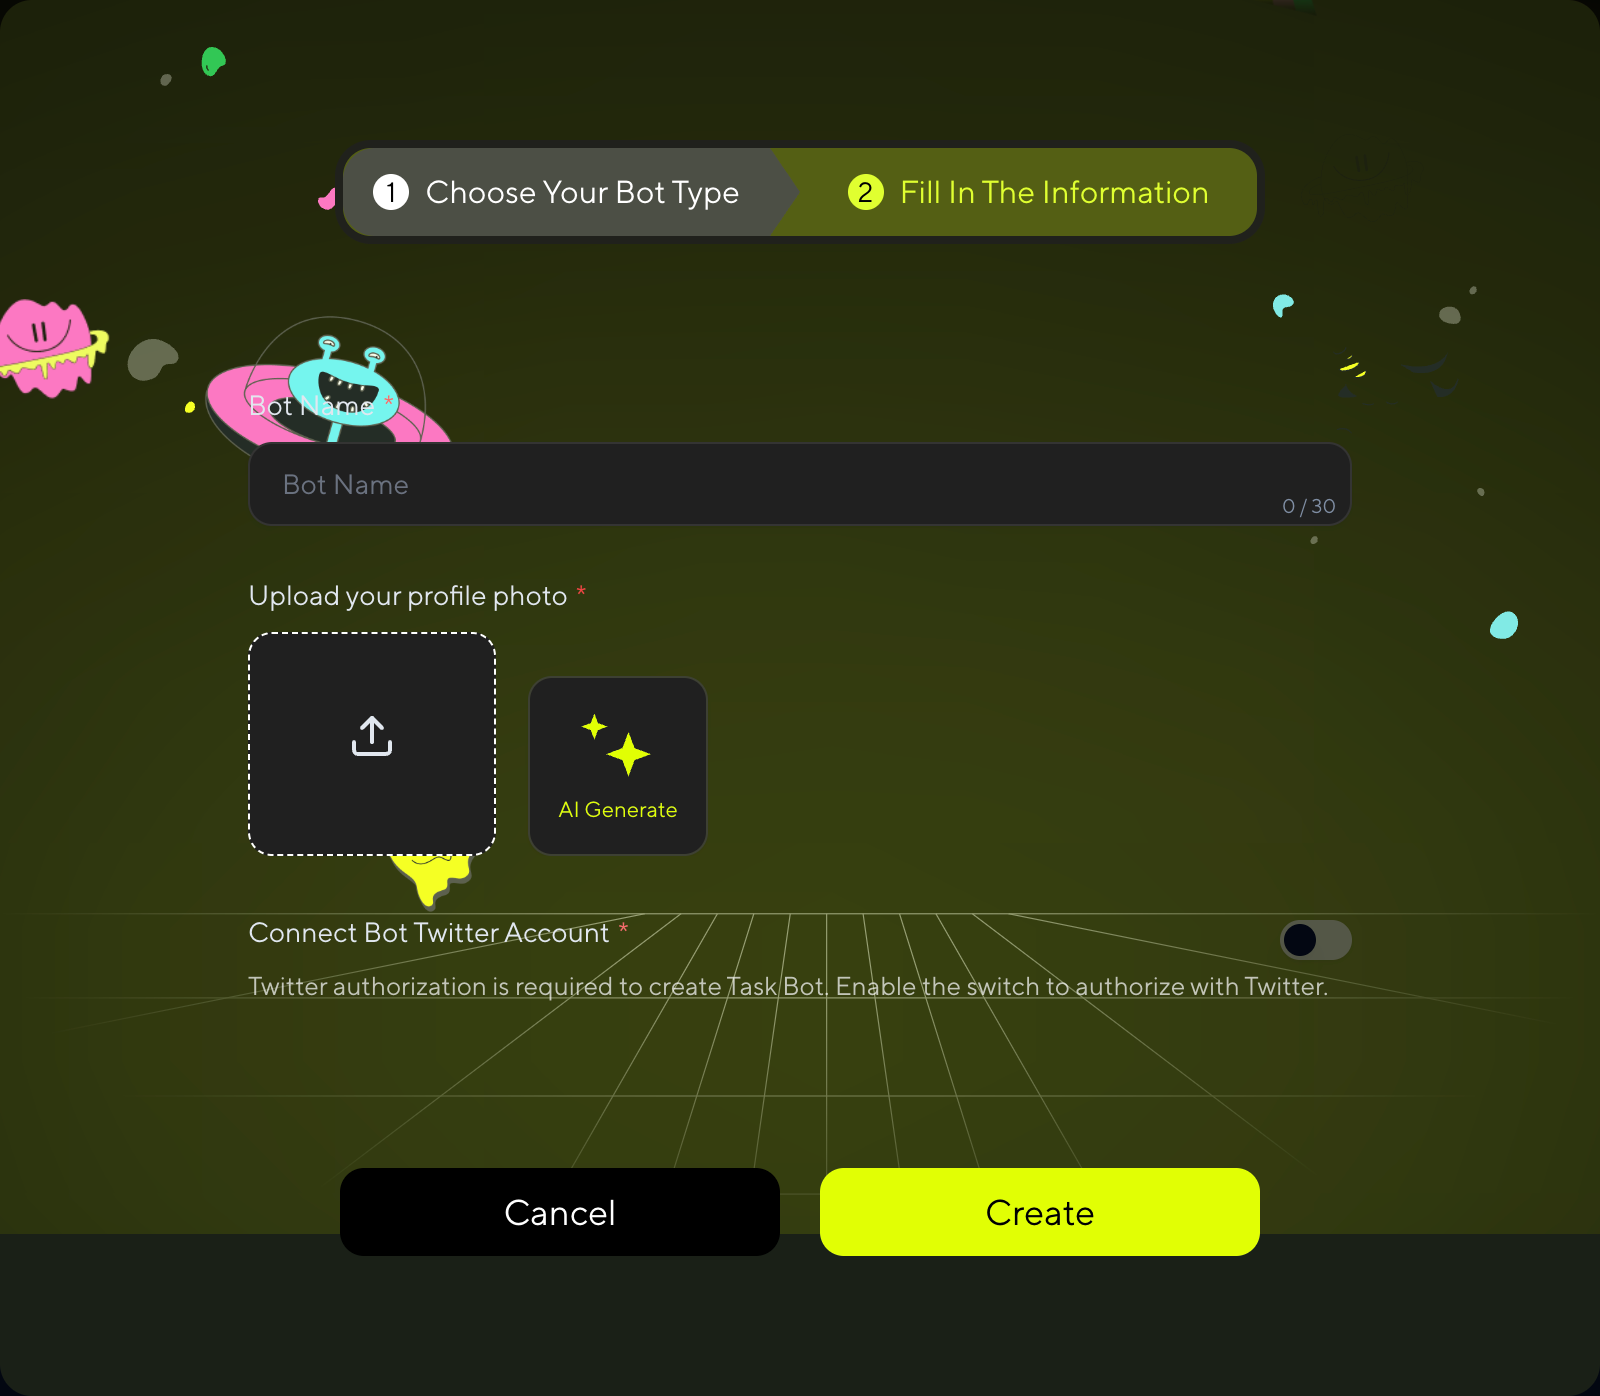 1 Choose Your Bot Type
2 Fill In The Information
Bot Name *
Bot Name
0 / 30
Upload your profile photo *
AI Generate
Connect Bot Twitter Account *
Twitter authorization is required to create Task Bot. Enable the switch to authorize with Twitter.
Cancel
Create